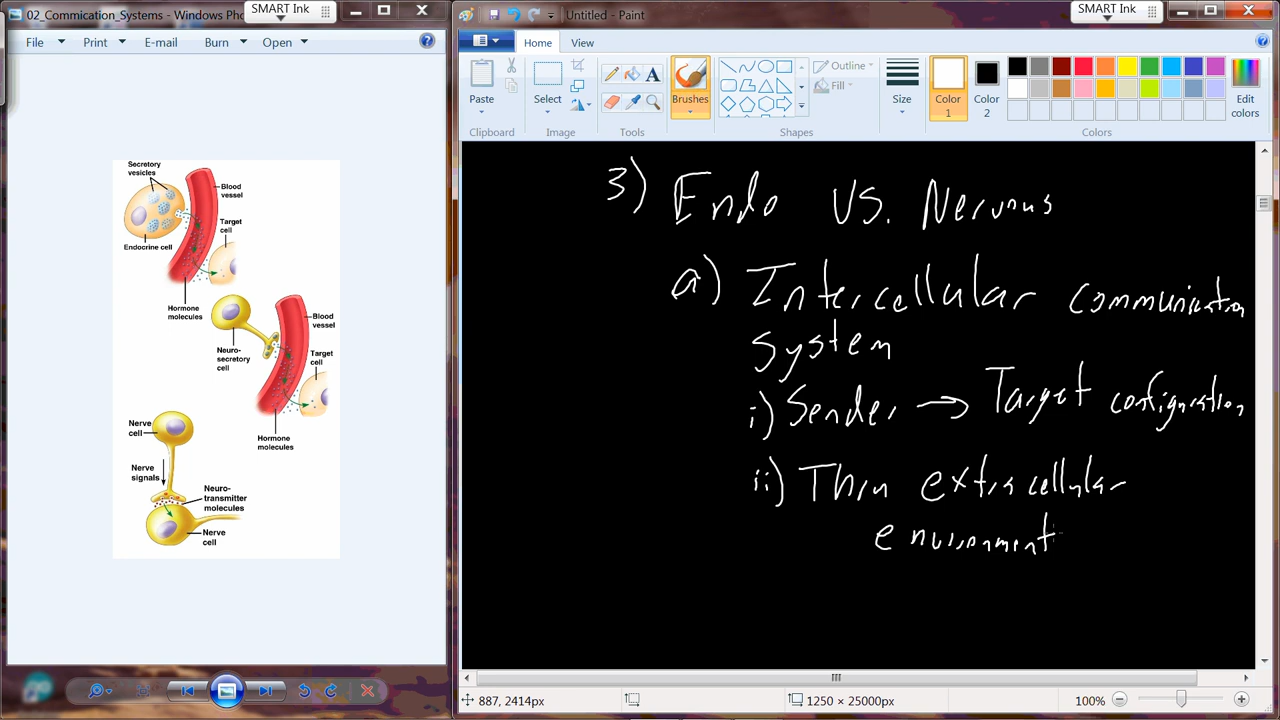 02_Commication_Systems - Windows Pho
SMART Ink
File
Print
E-mail
Burn
Open
Secretory
vesicles
Blood
vessel
Target
cell
Endocrine cell
Hormone
molecules
Blood
vessel
Neuro-
secretory
cell
Target
cell
Hormone
molecules
Nerve
cell
Nerve
signals
Neuro-
transmitter
molecules
Nerve
cell
Untitled - Paint
SMART Ink
Home
View
Paste
Select
Brushes
Outline
Fill
Size
Color
1
Color
2
Edit
colors
Clipboard
Image
Tools
Shapes
Colors
3) Endo vs. Nervous
a) Intercellular communication
system
i) Sender → Target configuration
ii) Thru extracellular
environment
887, 2414px
1250 × 25000px
100%